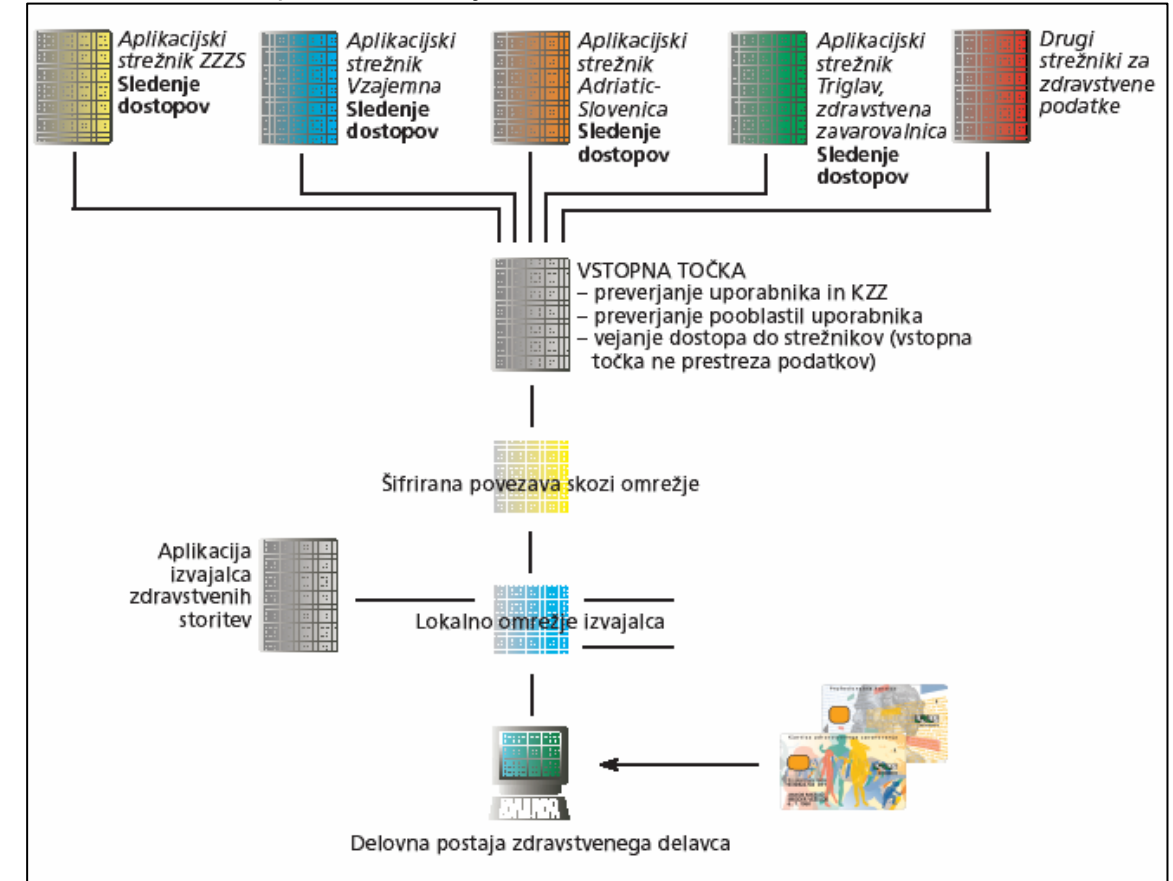 Aplikacijski
strežnik ZZZS
Sledenje
dostopov
Aplikacijski
strežnik
Vzajemna
Sledenje
dostopov
Aplikacijski
strežnik
Adriatic-
Slovenica
Sledenje
dostopov
Aplikacijski
strežnik
Triglav,
zdravstvena
zavarovalnica
Sledenje
dostopov
Drugi
strežniki za
zdravstvene
podatke
VSTOPNA TOČKA
– preverjanje uporabnika in KZZ
– preverjanje pooblastil uporabnika
– vejanje dostopa do strežnikov (vstopna
točka ne prestreza podatkov)
Šifrirana povezava skozi omrežje
Aplikacija
izvajalca
zdravstvenih
storitev
Lokalno omrežje izvajalca
Delovna postaja zdravstvenega delavca